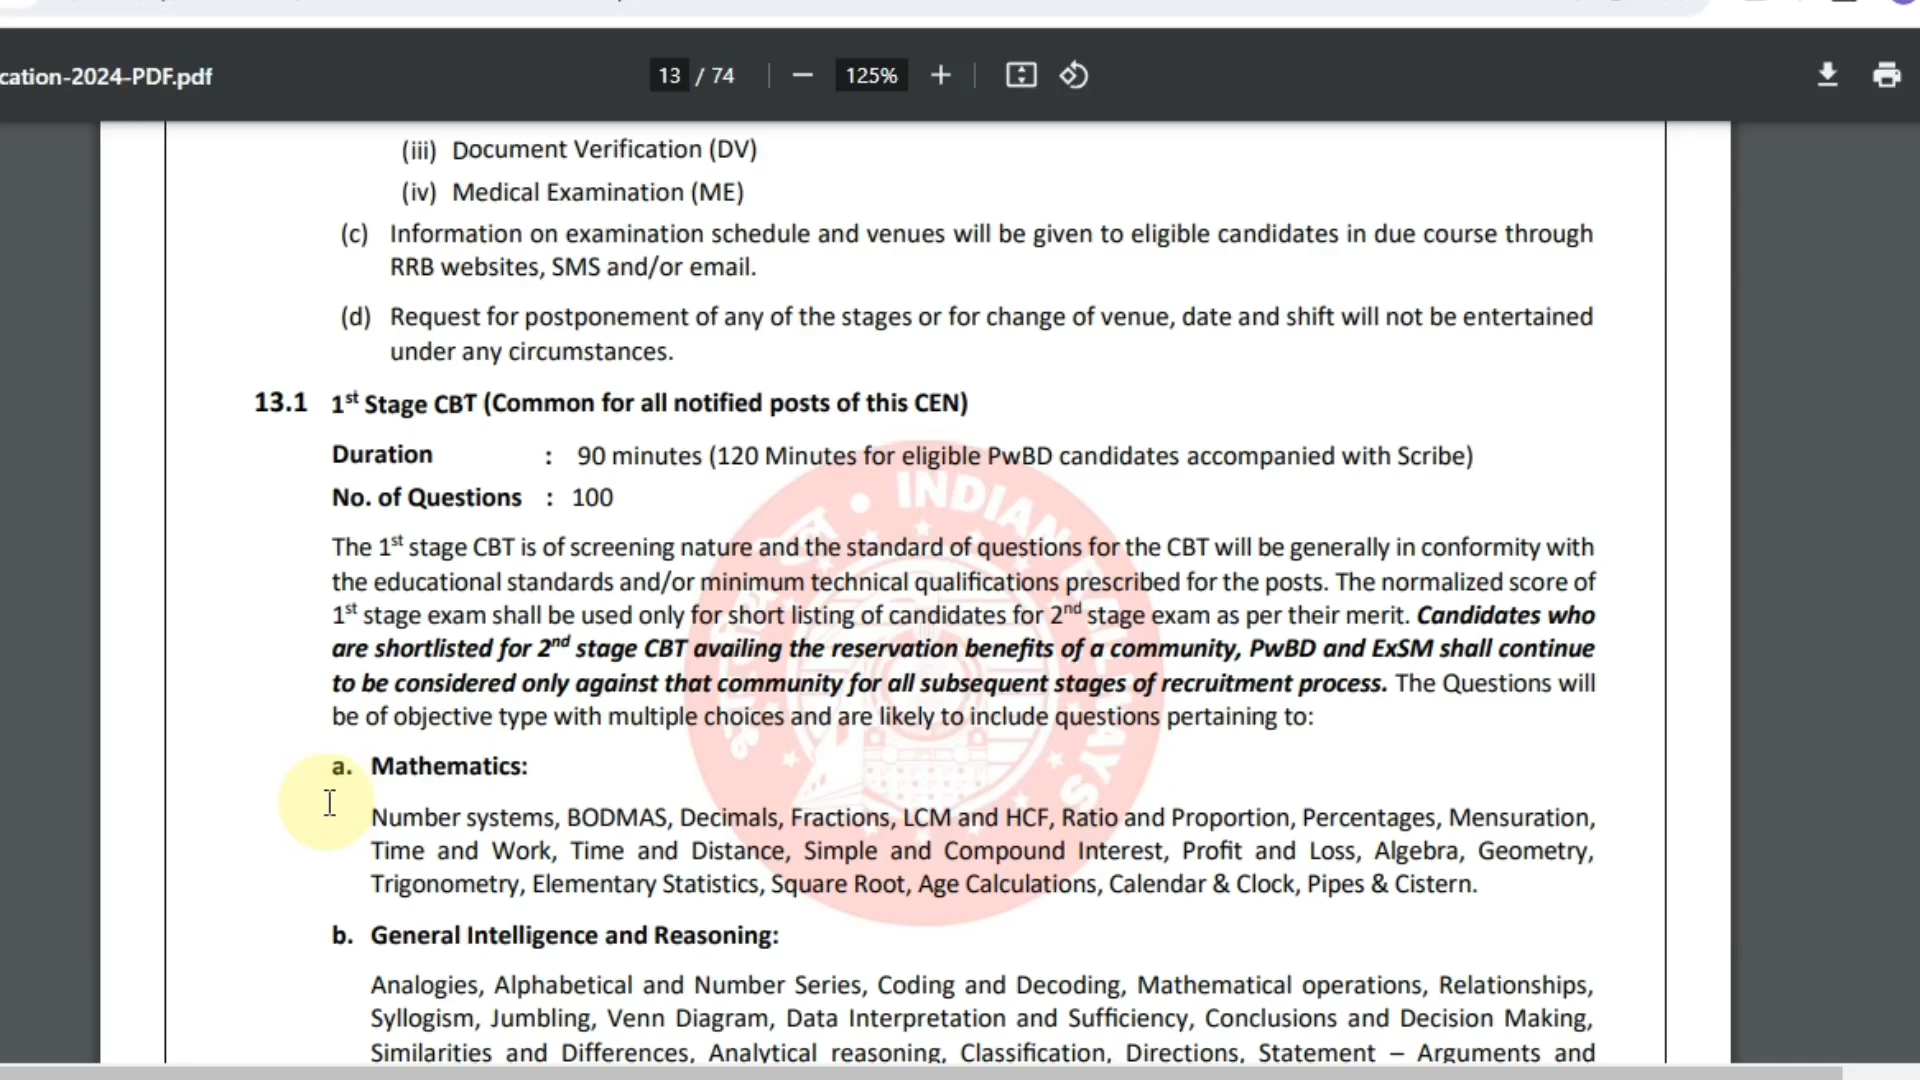 cation-2024-PDF.pdf
13 / 74
125%
(iii) Document Verification (DV)
(iv) Medical Examination (ME)
(c) Information on examination schedule and venues will be given to eligible candidates in due course through
RRB websites, SMS and/or email.
(d) Request for postponement of any of the stages or for change of venue, date and shift will not be entertained
under any circumstances.
13.1 1st Stage CBT (Common for all notified posts of this CEN)
Duration : 90 minutes (120 Minutes for eligible PwBD candidates accompanied with Scribe)
No. of Questions : 100
The 1st stage CBT is of screening nature and the standard of questions for the CBT will be generally in conformity with
the educational standards and/or minimum technical qualifications prescribed for the posts. The normalized score of
1st stage exam shall be used only for short listing of candidates for 2nd stage exam as per their merit. Candidates who
are shortlisted for 2nd stage CBT availing the reservation benefits of a community, PwBD and ExSM shall continue
to be considered only against that community for all subsequent stages of recruitment process. The Questions will
be of objective type with multiple choices and are likely to include questions pertaining to:
a. Mathematics:
Number systems, BODMAS, Decimals, Fractions, LCM and HCF, Ratio and Proportion, Percentages, Mensuration,
Time and Work, Time and Distance, Simple and Compound Interest, Profit and Loss, Algebra, Geometry,
Trigonometry, Elementary Statistics, Square Root, Age Calculations, Calendar & Clock, Pipes & Cistern.
b. General Intelligence and Reasoning:
Analogies, Alphabetical and Number Series, Coding and Decoding, Mathematical operations, Relationships,
Syllogism, Jumbling, Venn Diagram, Data Interpretation and Sufficiency, Conclusions and Decision Making,
Similarities and Differences, Analytical reasoning, Classification, Directions, Statement – Arguments and
INDIAN RAILWAYS